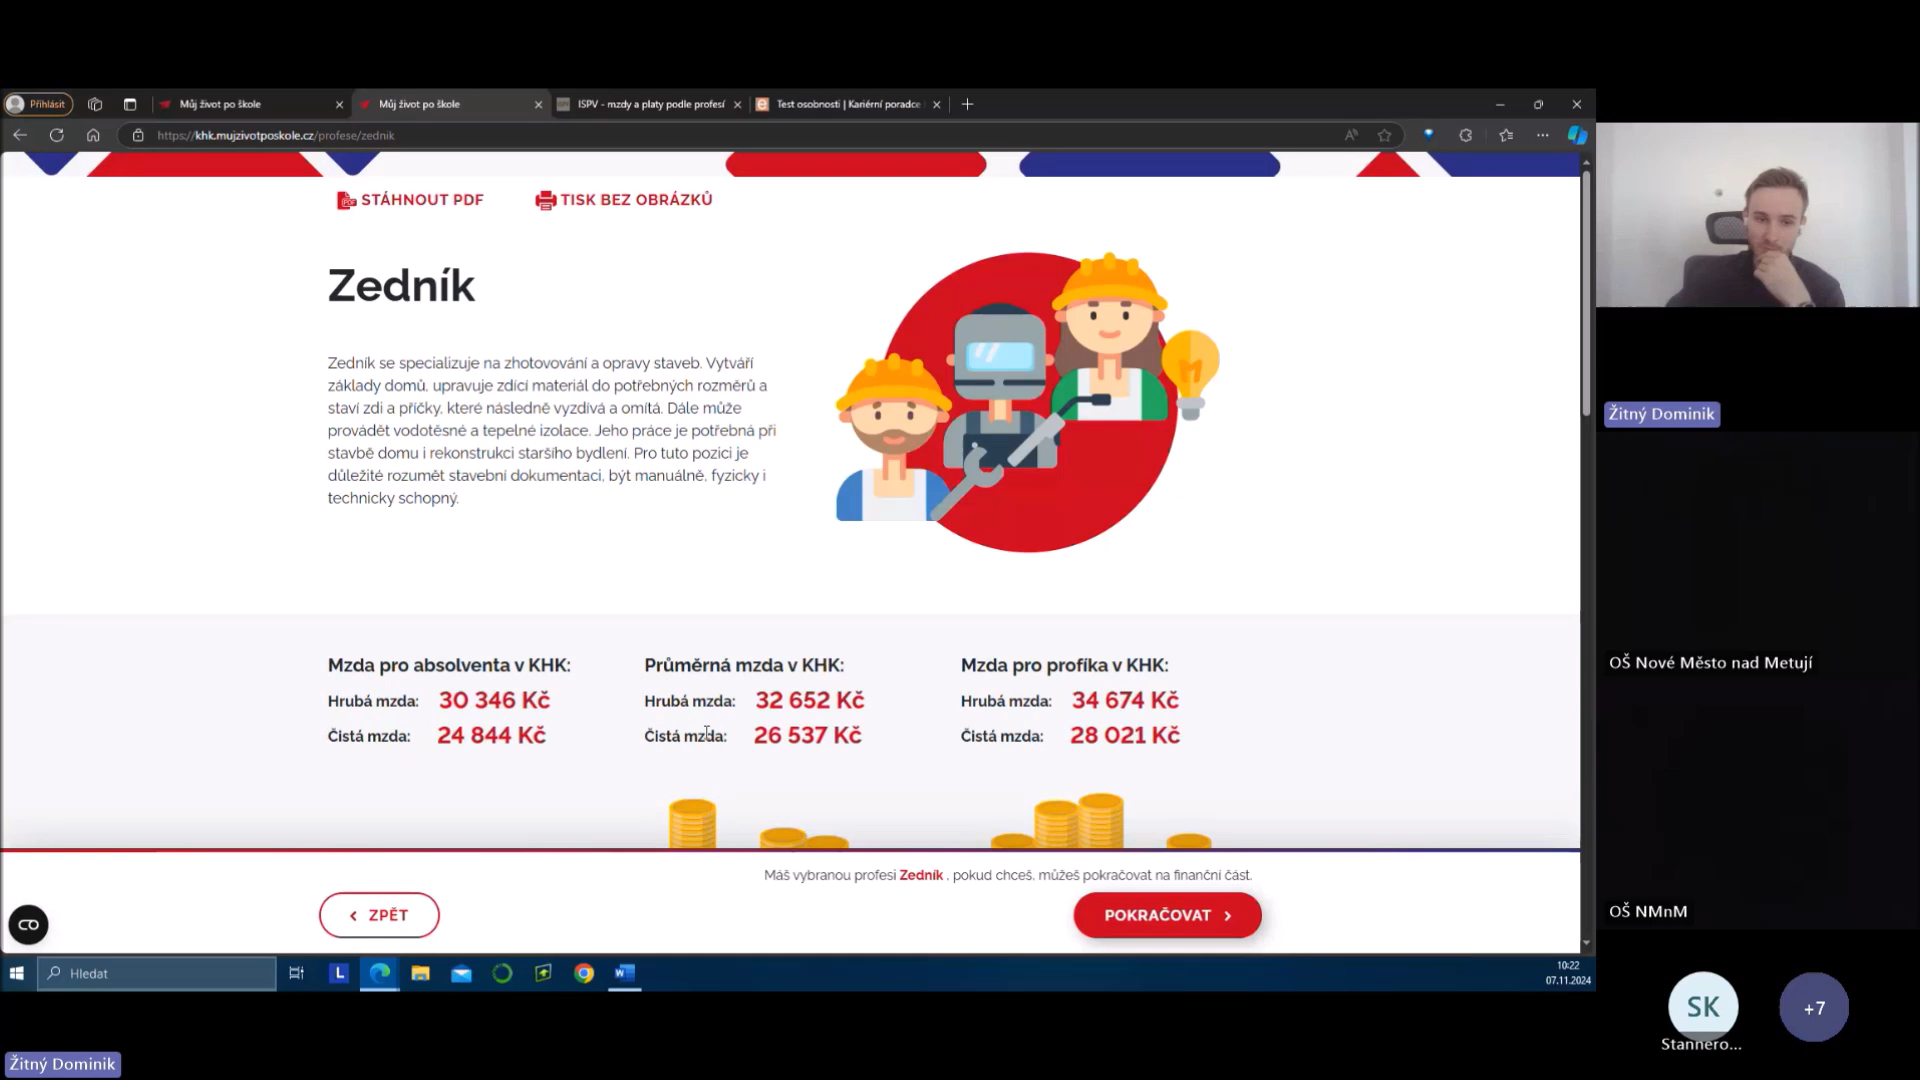 Přihlásit
Můj život po škole
Můj život po škole
ISPV - mzdy a platy podle profesí
Test osobnosti | Kariérní poradce
https://khk.mujzivotposkole.cz/profese/zednik
STÁHNOUT PDF
TISK BEZ OBRÁZKŮ
Zedník
Zedník se specializuje na zhotovování a opravy staveb. Vytváří
základy domů, upravuje zdící materiál do potřebných rozměrů a
staví zdi a příčky, které následně vyzdívá a omítá. Dále může
provádět vodotěsné a tepelné izolace. Jeho práce je potřebná při
stavbě domu i rekonstrukci staršího bydlení. Pro tuto pozici je
důležité rozumět stavební dokumentaci, být manuálně, fyzicky i
technicky schopný.
Mzda pro absolventa v KHK:
Hrubá mzda: 30 346 Kč
Čistá mzda: 24 844 Kč
Průměrná mzda v KHK:
Hrubá mzda: 32 652 Kč
Čistá mzda: 26 537 Kč
Mzda pro profíka v KHK:
Hrubá mzda: 34 674 Kč
Čistá mzda: 28 021 Kč
Máš vybranou profesi Zedník , pokud chceš, můžeš pokračovat na finanční část.
ZPĚT
POKRAČOVAT
Hledat
L
10:22
07.11.2024
Žitný Dominik
OŠ Nové Město nad Metují
OŠ NMnM
SK
Stannero...
+7
Žitný Dominik